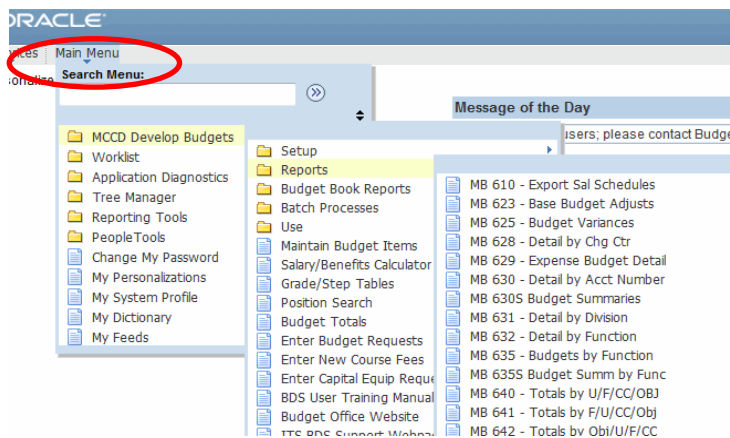 ORACLE
Main Menu
Search Menu:
Message of the Day
users; please contact Budge
MCCD Develop Budgets
Worklist
Application Diagnostics
Tree Manager
Reporting Tools
PeopleTools
Change My Password
My Personalizations
My System Profile
My Dictionary
My Feeds
Setup
Reports
Budget Book Reports
Batch Processes
Use
Maintain Budget Items
Salary/Benefits Calculator
Grade/Step Tables
Position Search
Budget Totals
Enter Budget Requests
Enter New Course Fees
Enter Capital Equip Reque
BDS User Training Manual
Budget Office Website
ITS BDS Support Webpa
MB 610 - Export Sal Schedules
MB 623 - Base Budget Adjusts
MB 625 - Budget Variances
MB 628 - Detail by Chg Ctr
MB 629 - Expense Budget Detail
MB 630 - Detail by Acct Number
MB 630S Budget Summaries
MB 631 - Detail by Division
MB 632 - Detail by Function
MB 635 - Budgets by Function
MB 635S Budget Summ by Func
MB 640 - Totals by U/F/CC/OBJ
MB 641 - Totals by F/U/CC/Obj
MB 642 - Totals by Obj/U/F/CC